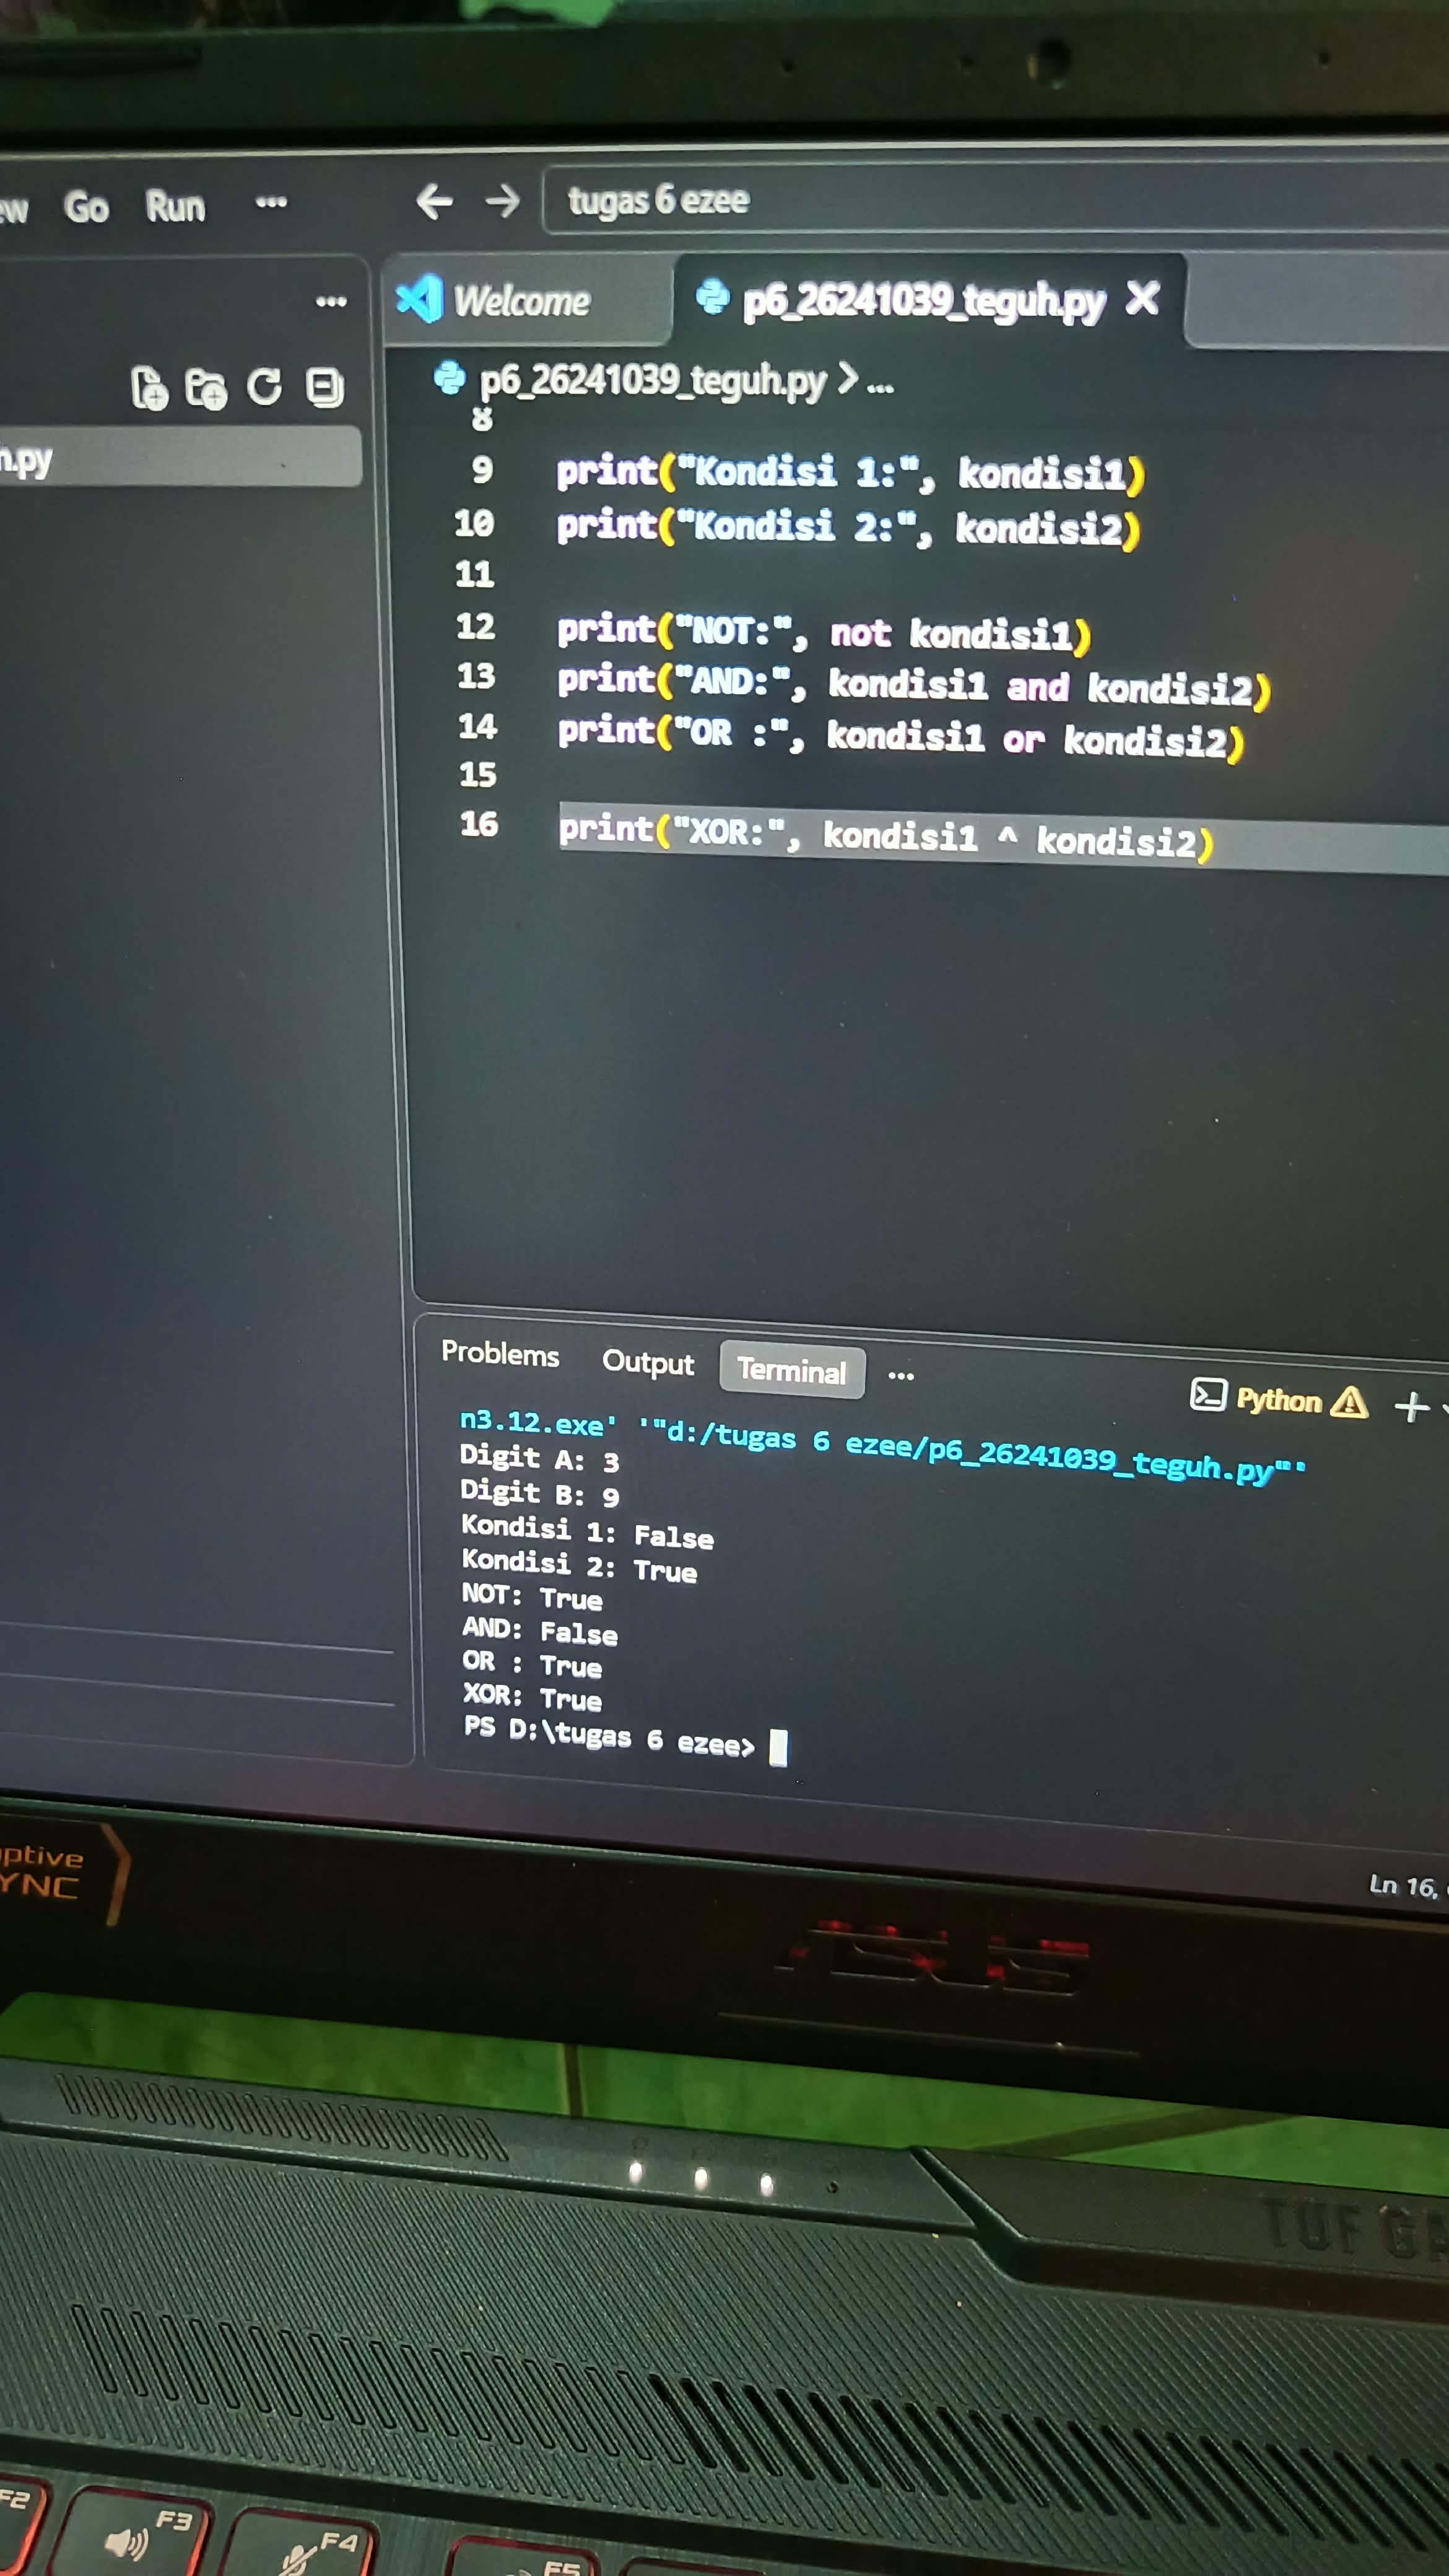 Go Run ...
tugas 6 ezee
Welcome
p6_26241039_teguh.py
p6_26241039_teguh.py > ...
8
9 print("Kondisi 1:", kondisi1)
10 print("Kondisi 2:", kondisi2)
11
12 print("NOT:", not kondisi1)
13 print("AND:", kondisi1 and kondisi2)
14 print("OR :", kondisi1 or kondisi2)
15
16 print("XOR:", kondisi1 ^ kondisi2)
Problems Output Terminal ...
Python
n3.12.exe' '"d:/tugas 6 ezee/p6_26241039_teguh.py"'
Digit A: 3
Digit B: 9
Kondisi 1: False
Kondisi 2: True
NOT: True
AND: False
OR : True
XOR: True
PS D:\tugas 6 ezee>
Ln 16,
ASUS
TUF
F2
F3
F4
F5